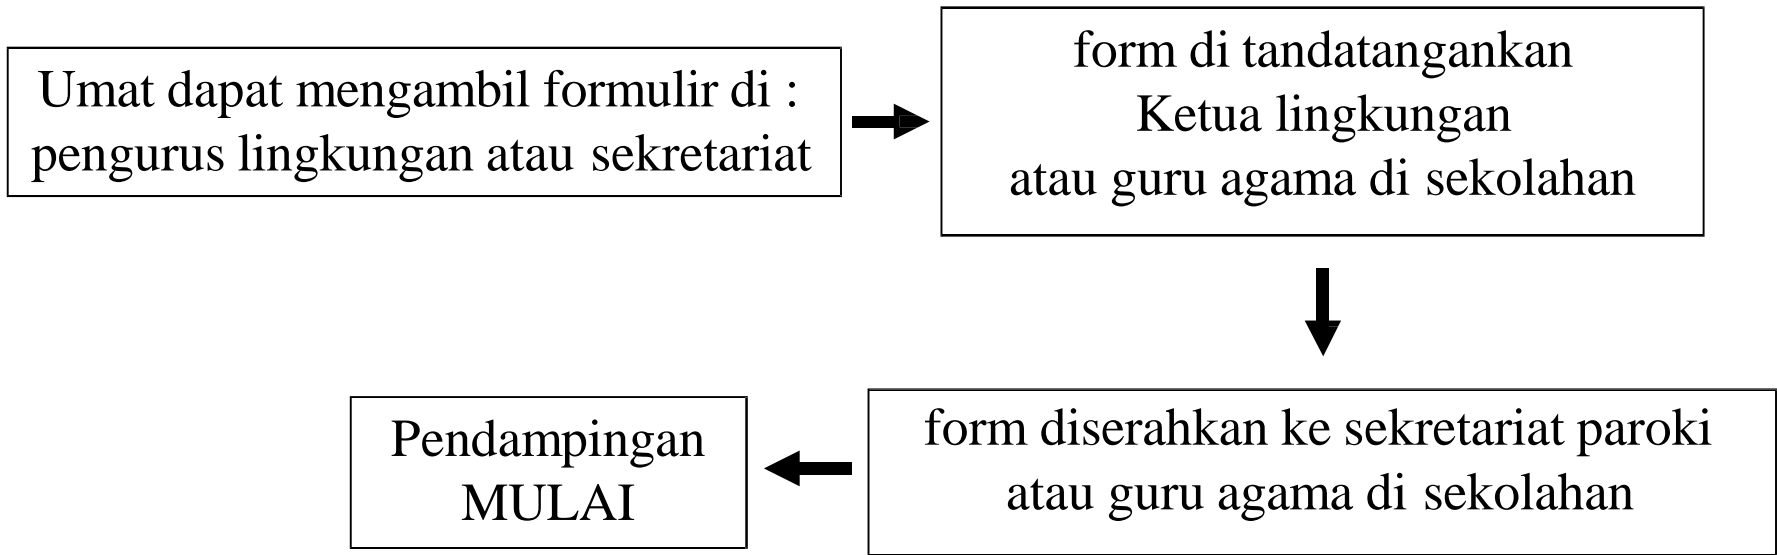 Umat dapat mengambil formulir di :
pengurus lingkungan atau sekretariat
form di tandatangankan
Ketua lingkungan
atau guru agama di sekolahan
form diserahkan ke sekretariat paroki
atau guru agama di sekolahan
Pendampingan
MULAI